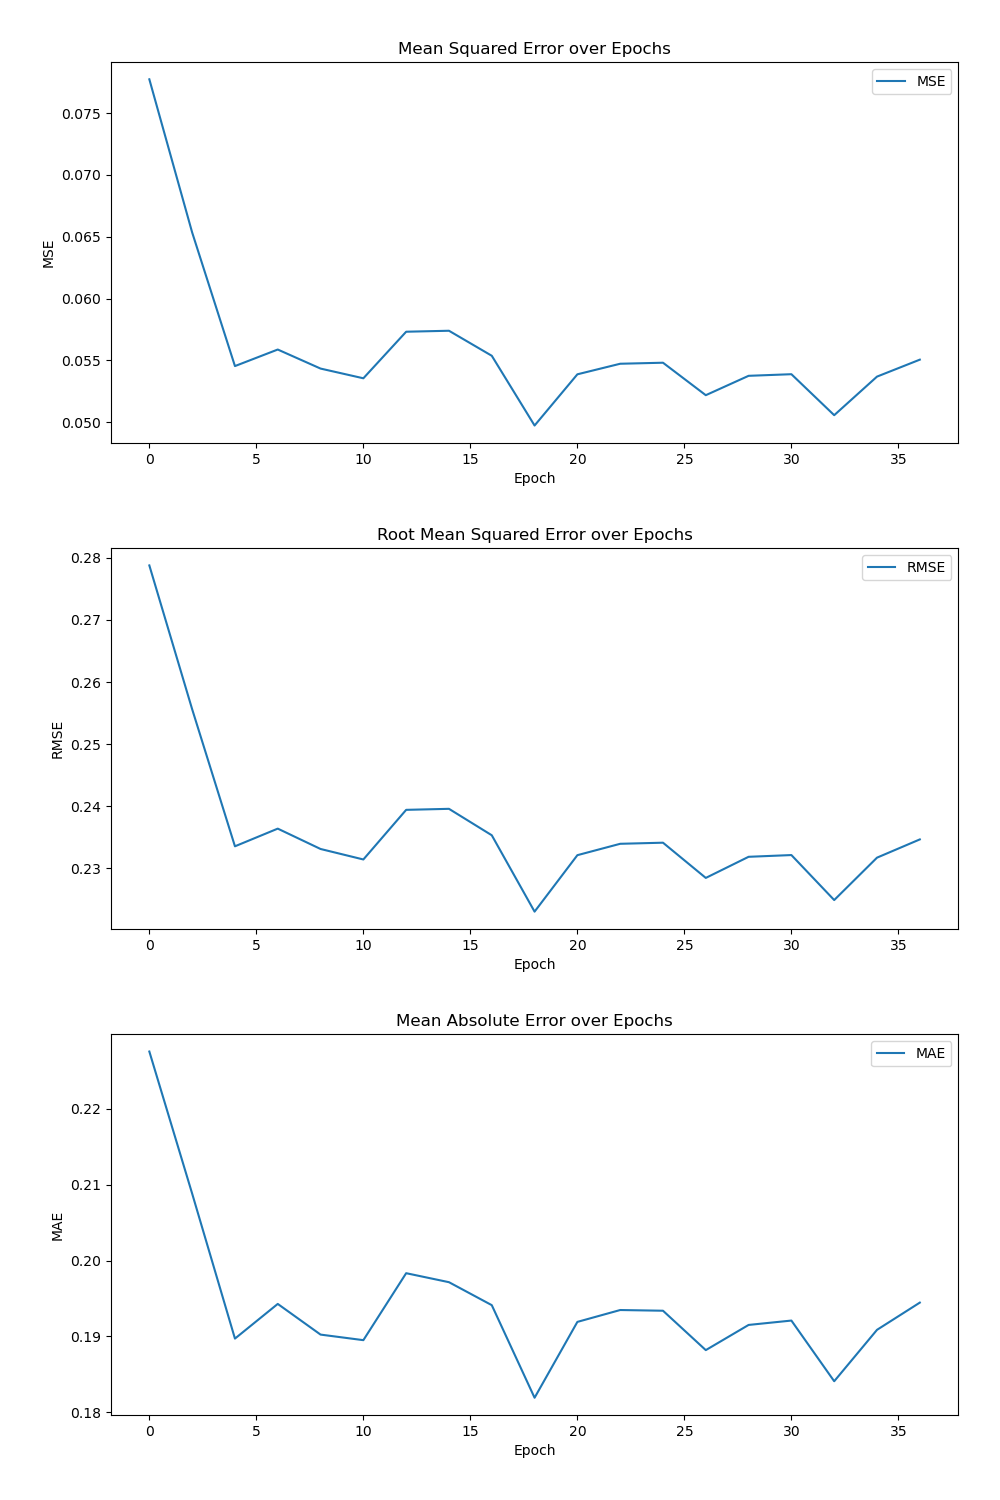 Mean Squared Error over Epochs
MSE
0.075
0.070
0.065
0.060
0.055
0.050
MSE
0 5 10 15 20 25 30 35
Epoch
Root Mean Squared Error over Epochs
RMSE
0.28
0.27
0.26
0.25
0.24
0.23
RMSE
0 5 10 15 20 25 30 35
Epoch
Mean Absolute Error over Epochs
MAE
0.22
0.21
0.20
0.19
0.18
MAE
0 5 10 15 20 25 30 35
Epoch